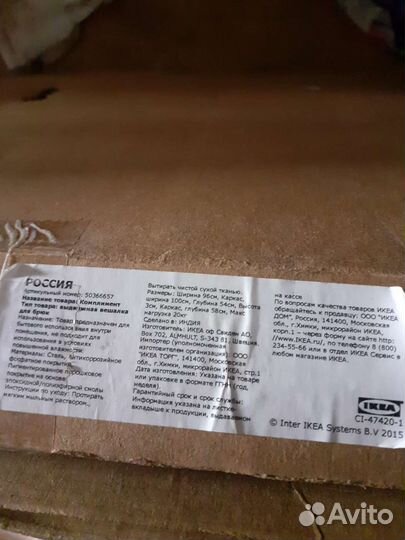 РОССИЯ
Артикульный номер: 50366657
Название товара: Комплимент
Тип товара: выдвижная вешалка
для брюк
Назначение: Товар предназначен для
бытового использования внутри
помещения, не подходит для
использования в условиях
повышенной влажности.
Материалы: Сталь, Антикоррозийное
фосфатное покрытие,
Пигментированное порошковое
покрытие на основе
эпоксидной/полиэфирной смолы
Инструкции по уходу: Протирать
мягким мыльным раствором.
Вытирать чистой сухой тканью.
Размеры: Ширина 96см, Каркас,
ширина 100см, Глубина 54см, Высота
3см, Каркас, глубина 58см, Макс
нагрузка 20кг
Сделано в: ИНДИЯ
Изготовитель: ИКЕА оф Свиден АО,
Box 702, ALMHULT, S-343 81, Швеция
Импортер (уполномоченная
изготовителем организация): ООО
"ИКЕА ТОРГ", 141400, Московская
обл., г.Химки, микрорайон ИКЕА, стр.1
Дата изготовления: Указана на товаре
или упаковке в формате ГГНН (год,
неделя).
Гарантийный срок и срок службы:
Информация указана на листке-
вкладыше к продукции, выдаваемом
на кассе
По вопросам качества товаров ИКЕА
обращайтесь к продавцу: ООО "ИКЕА
ДОМ", Россия, 141400, Московская
обл., г.Химки, микрорайон ИКЕА,
корп.1 - через форму на http:
//www.IKEA.ru/, по телефону 8 (800)
234-55-66 или в отдел ИКЕА Сервис в
любом магазине ИКЕА.
IKEA
CI-47420-1
© Inter IKEA Systems B.V 2015
Avito